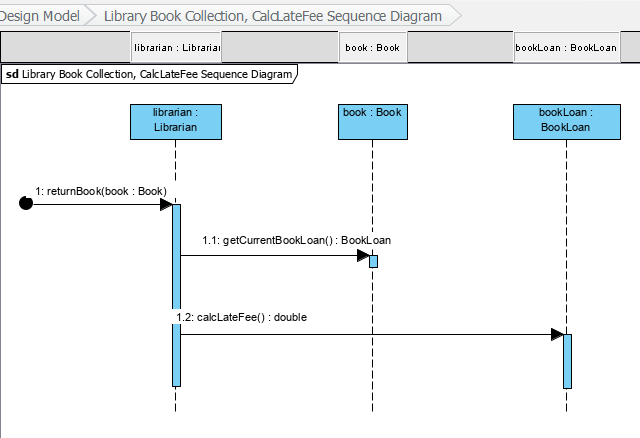 Design Model Library Book Collection, CalcLateFee Sequence Diagram
librarian : Librarian book : Book bookLoan : BookLoan
sd Library Book Collection, CalcLateFee Sequence Diagram
librarian :
Librarian
book : Book
bookLoan :
BookLoan
1: returnBook(book : Book)
1.1: getCurrentBookLoan() : BookLoan
1.2: calcLateFee() : double